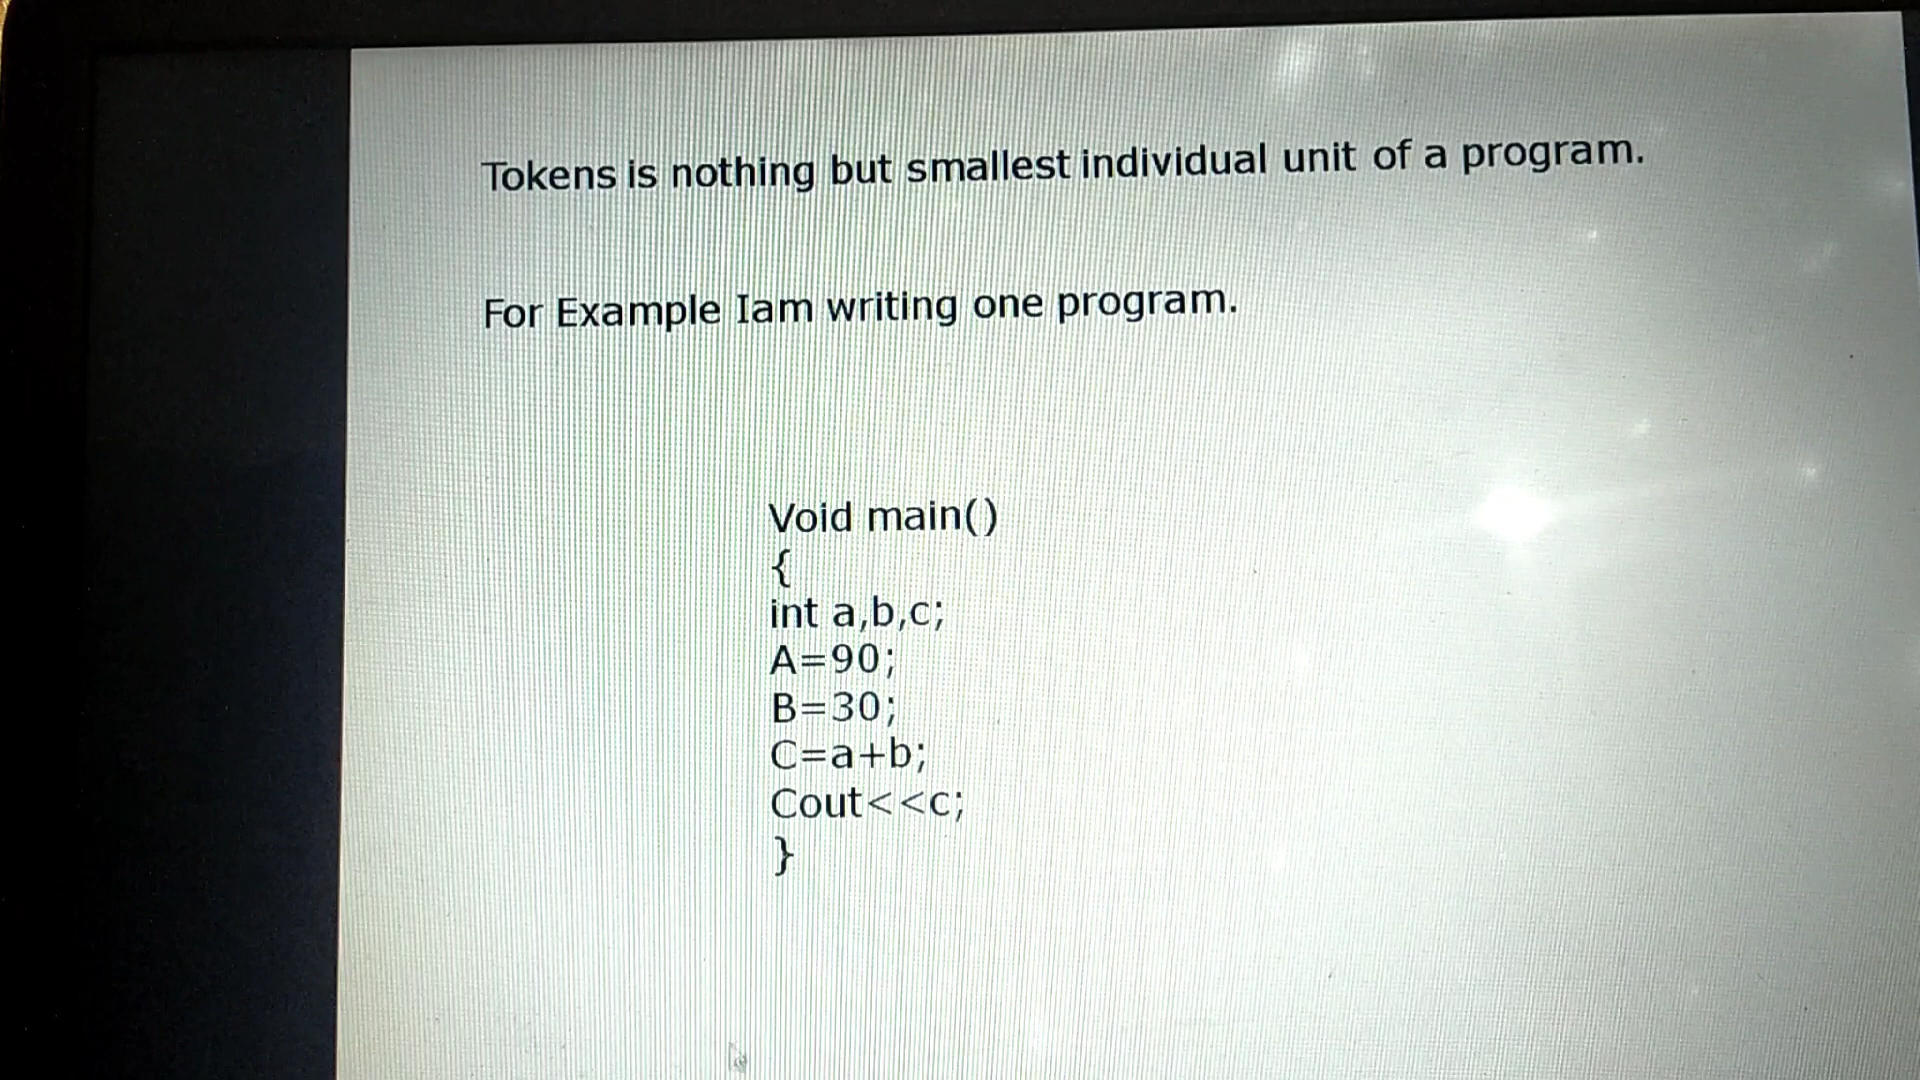 Tokens is nothing but smallest individual unit of a program.
For Example Iam writing one program.
Void main()
{
int a,b,c;
A=90;
B=30;
C=a+b;
Cout<<c;
}